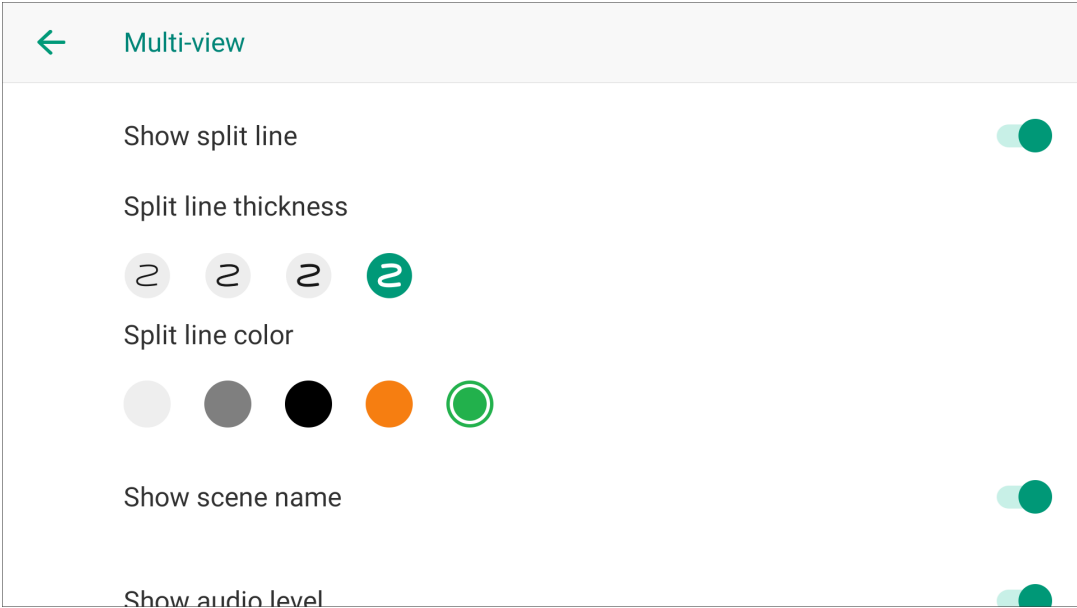 Multi-view
Show split line
Split line thickness
Split line color
Show scene name
Show audio level